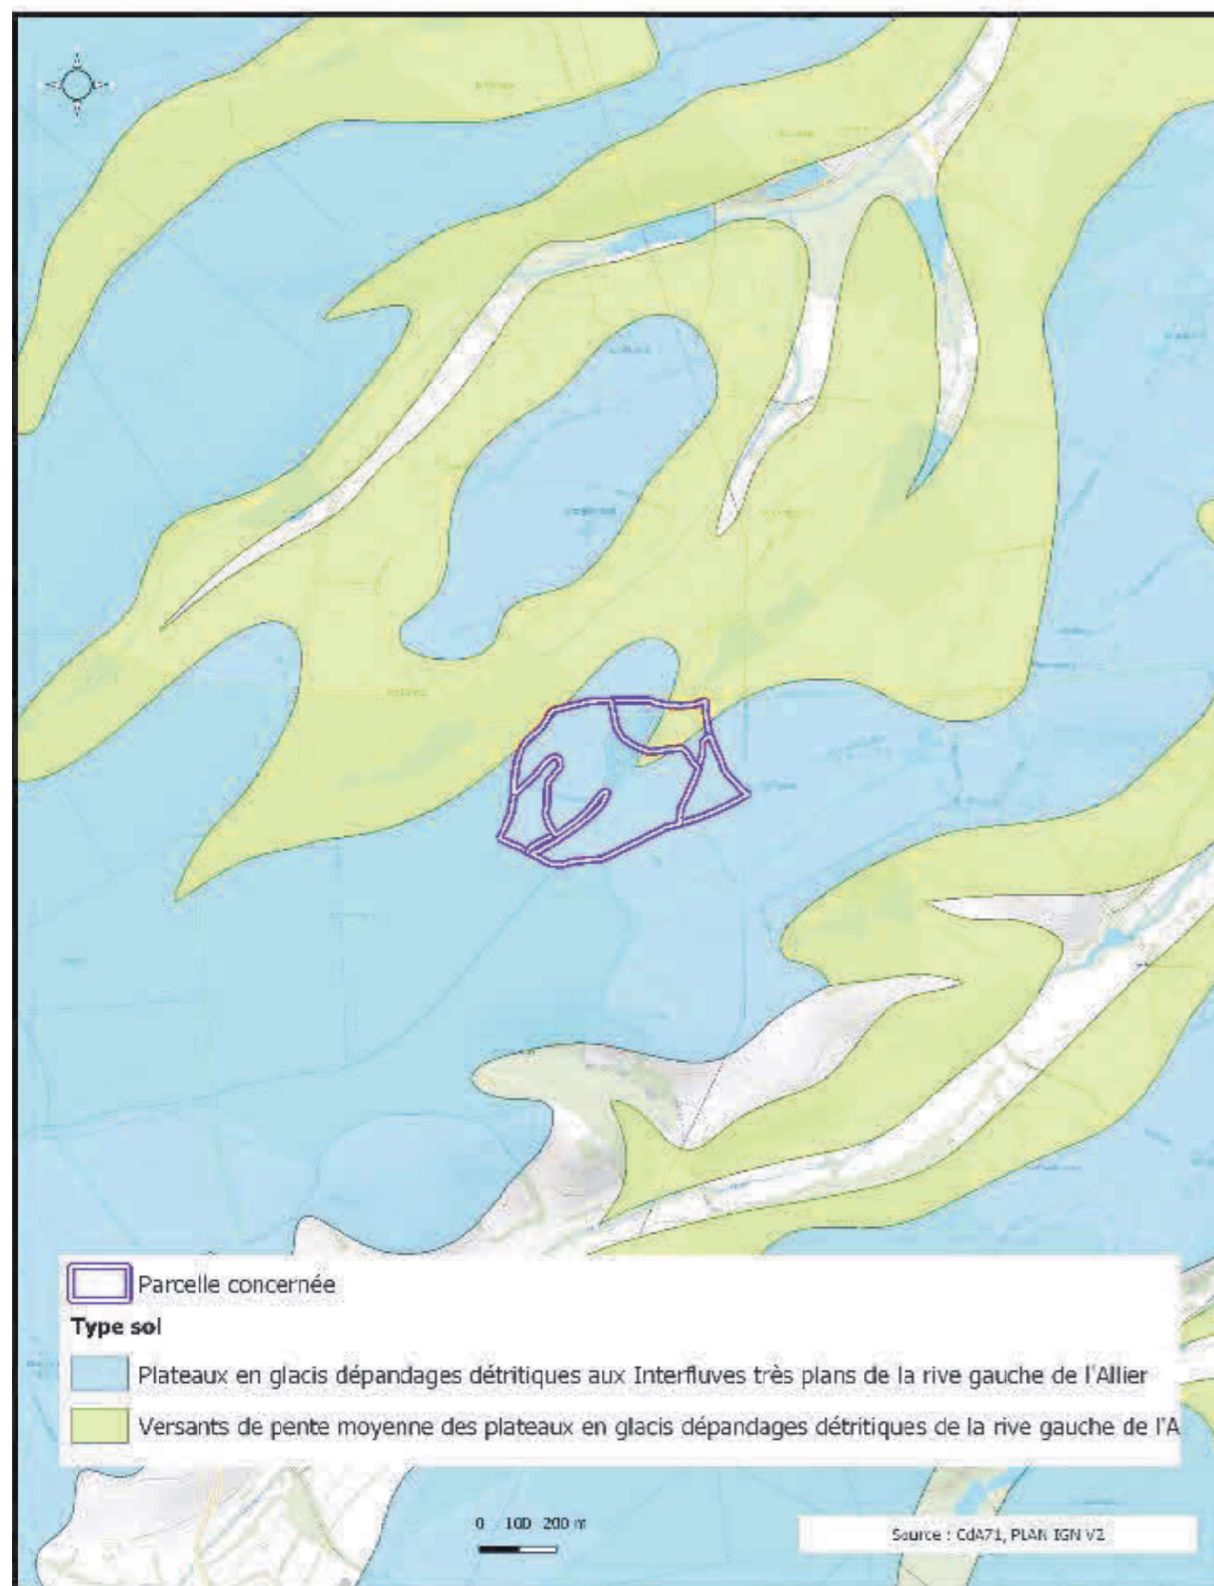 Parcelle concernée
Type sol
Plateaux en glacis dépandages détritiques aux Interfluves très plans de la rive gauche de l'Allier
Versants de pente moyenne des plateaux en glacis dépandages détritiques de la rive gauche de l'A
0 100 200 m
Source : CdA71, PLAN IGN V2